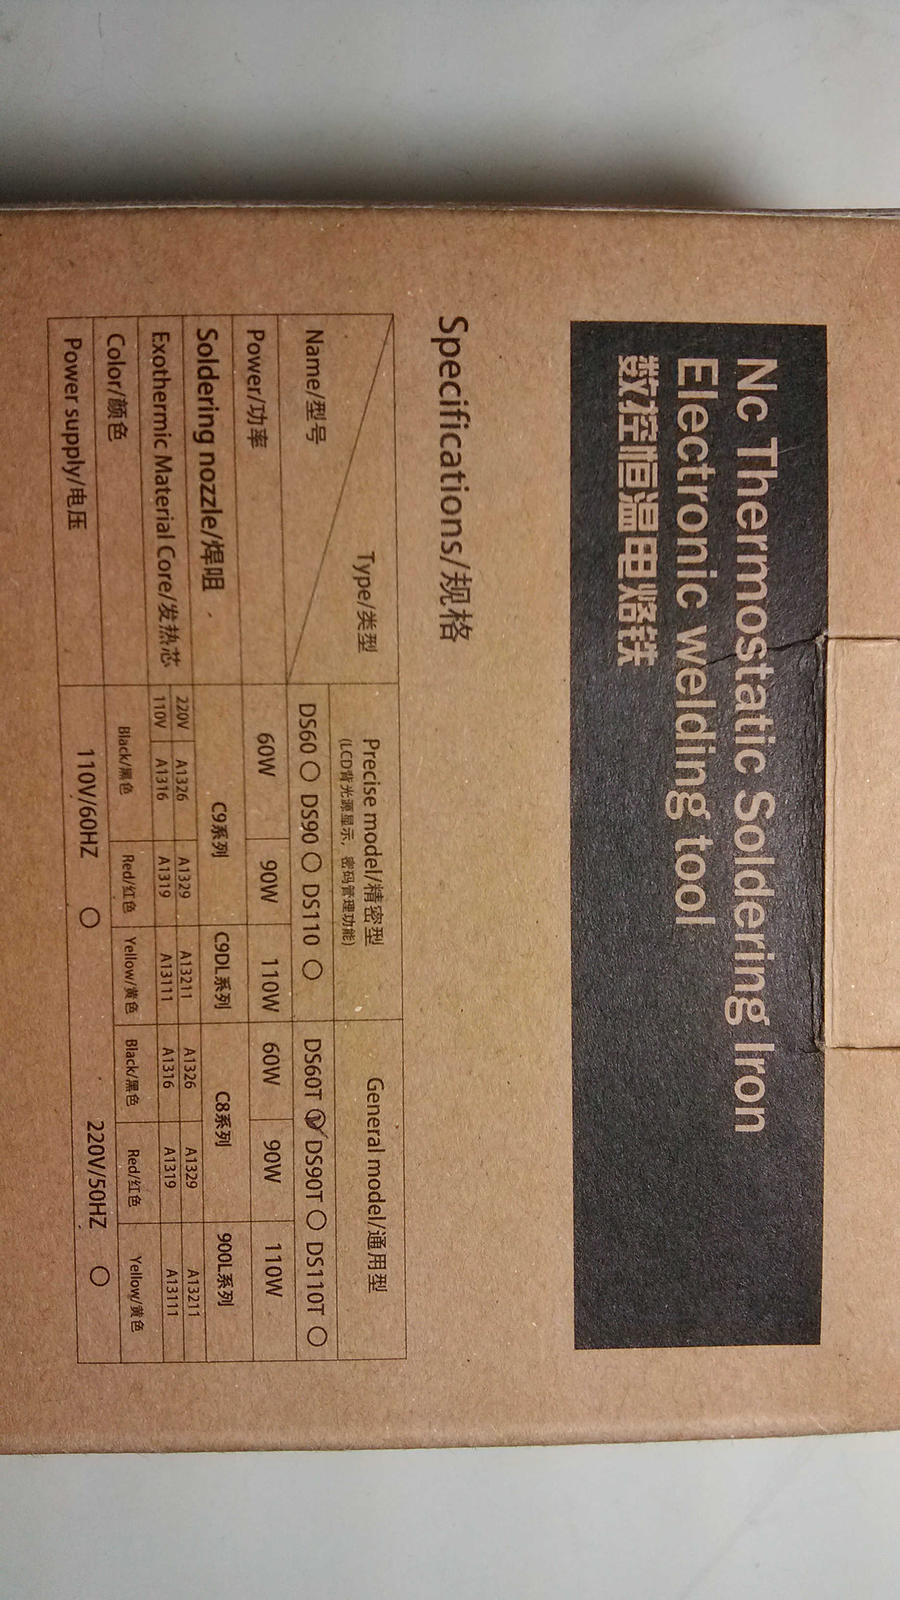 Nc Thermostatic Soldering Iron
Electronic welding tool
数控恒温电烙铁
Specifications/规格
Type/类型
Name/型号
Precise model/精密型
(LCD背光源显示，密码管理功能)
General model/通用型
DS60 ○ DS90 ○ DS110 ○
DS60T ○ DS90T ○ DS110T ○
Power/功率 60W 90W 110W 60W 90W 110W
Soldering nozzle/焊咀 C9系列 C9DL系列 C8系列 900L系列
Exothermic Material Core/发热芯
220V A1326 A1329 A13211 A1326 A1329 A13211
110V A1316 A1319 A13111 A1316 A1319 A13111
Color/颜色 Black/黑色 Red/红色 Yellow/黄色 Black/黑色 Red/红色 Yellow/黄色
Power supply/电压 110V/60HZ ○ 220V/50HZ ○